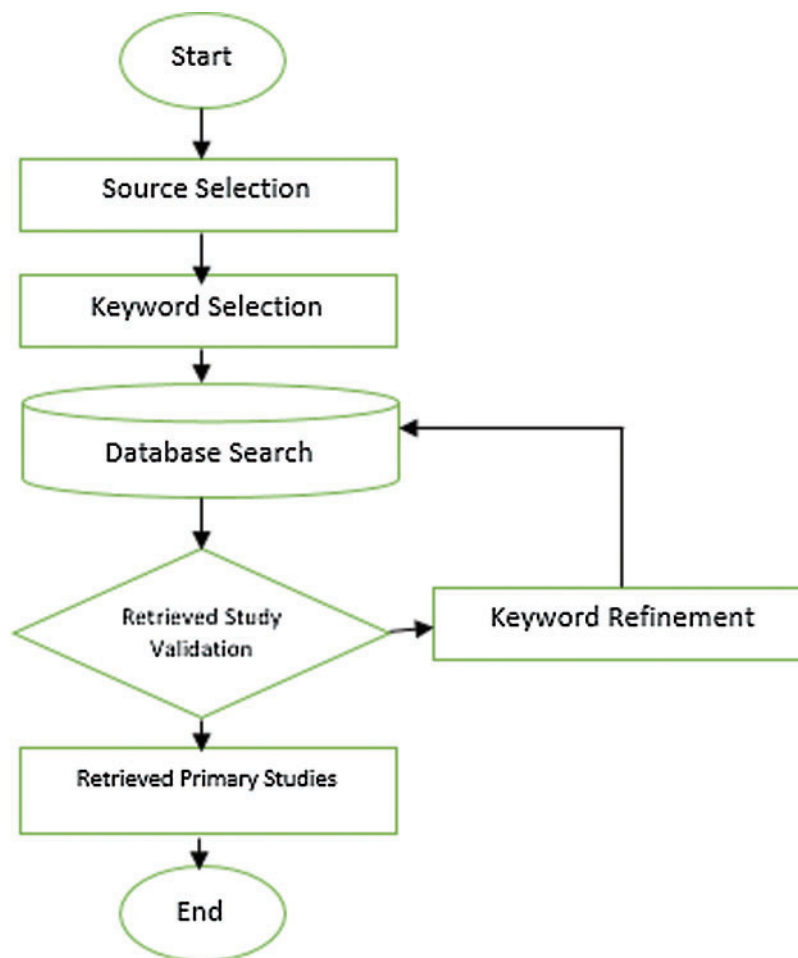 Start
Source Selection
Keyword Selection
Database Search
Retrieved Study
Validation
Keyword Refinement
Retrieved Primary Studies
End